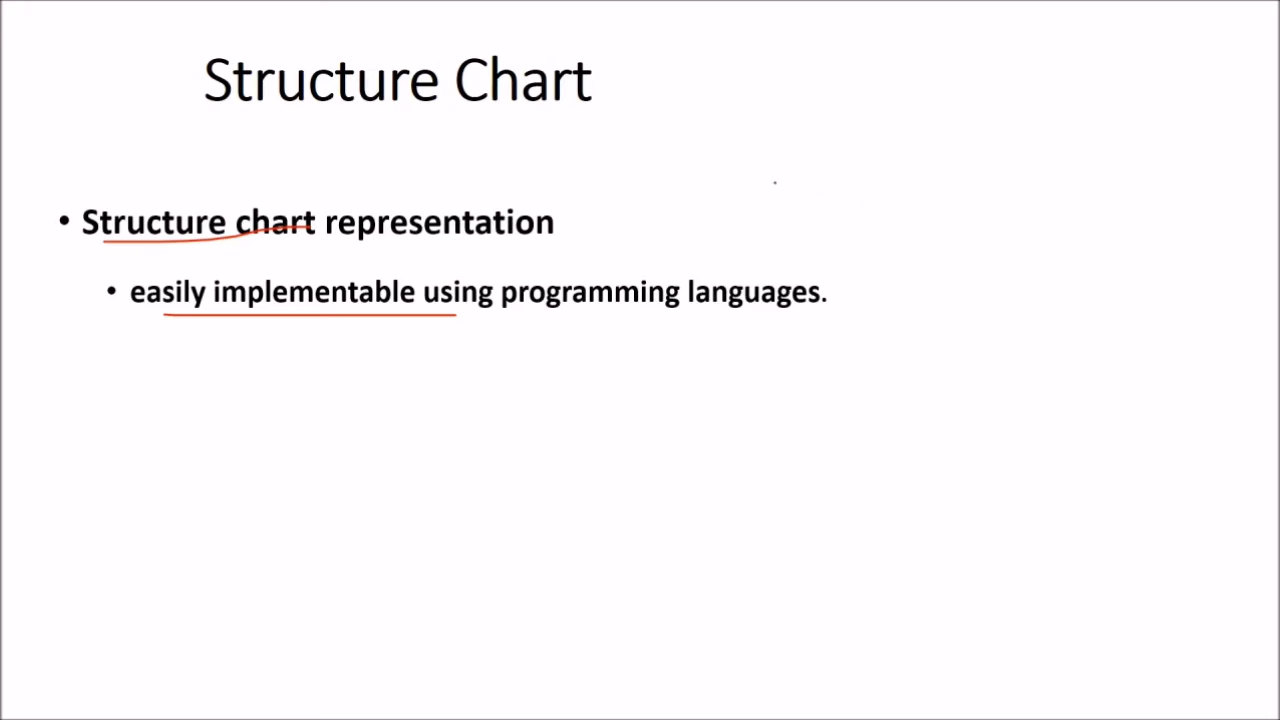 Structure Chart
• Structure chart representation
• easily implementable using programming languages.